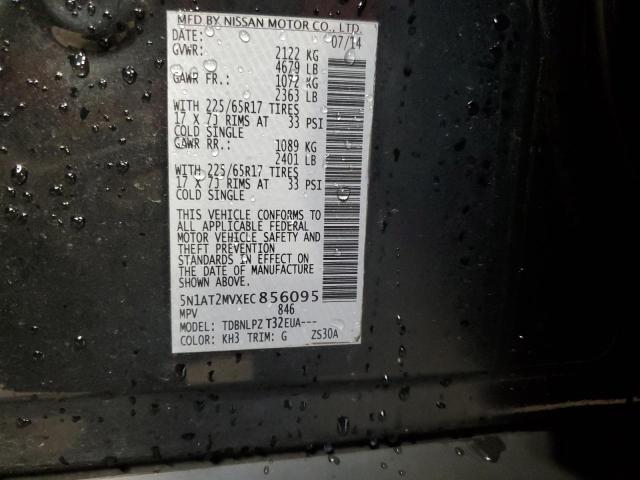 MFD BY NISSAN MOTOR CO., LTD.
DATE: 07/14
GVWR: 2122 KG
4679 LB
GAWR FR.: 1072 KG
2363 LB
WITH 225/65R17 TIRES
17 X 7J RIMS AT 33 PSI
COLD SINGLE
GAWR RR.: 1089 KG
2401 LB
WITH 225/65R17 TIRES
17 X 7J RIMS AT 33 PSI
COLD SINGLE
THIS VEHICLE CONFORMS TO
ALL APPLICABLE FEDERAL
MOTOR VEHICLE SAFETY AND
THEFT PREVENTION
STANDARDS IN EFFECT ON
THE DATE OF MANUFACTURE
SHOWN ABOVE.
5N1AT2MVXEC856095
MPV 846
MODEL: TDBNLPZ T32EUA---
COLOR: KH3 TRIM: G ZS30A